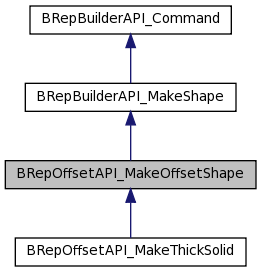 BRepBuilderAPI_Command
BRepBuilderAPI_MakeShape
BRepOffsetAPI_MakeOffsetShape
BRepOffsetAPI_MakeThickSolid